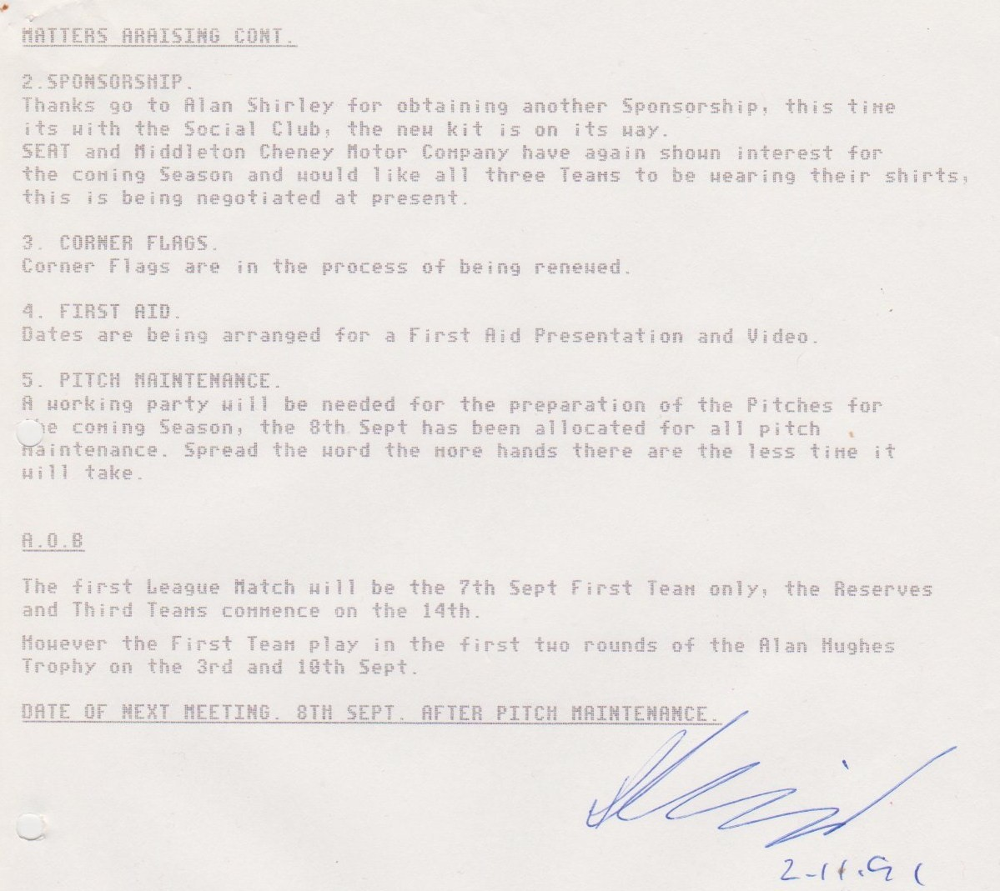 MATTERS ARAISING CONT.
2.SPONSORSHIP.
Thanks go to Alan Shirley for obtaining another Sponsorship, this time
its with the Social Club, the new kit is on its way.
SEAT and Middleton Cheney Motor Company have again shown interest for
the coming Season and would like all three Teams to be wearing their shirts,
this is being negotiated at present.
3. CORNER FLAGS.
Corner Flags are in the process of being renewed.
4. FIRST AID.
Dates are being arranged for a First Aid Presentation and Video.
5. PITCH MAINTENANCE.
A working party will be needed for the preparation of the Pitches for
the coming Season, the 8th Sept has been allocated for all pitch
maintenance. Spread the word the more hands there are the less time it
will take.
A.O.B
The first League Match will be the 7th Sept First Team only, the Reserves
and Third Teams commence on the 14th.
However the First Team play in the first two rounds of the Alan Hughes
Trophy on the 3rd and 10th Sept.
DATE OF NEXT MEETING. 8TH SEPT. AFTER PITCH MAINTENANCE.
2-11.91